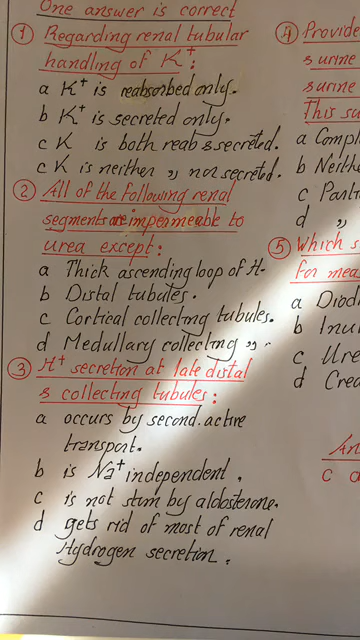 One answer is correct
① Regarding renal tubular
handling of K⁺:
a K⁺ is reabsorbed only.
b K⁺ is secreted only.
c K is both reab & secreted.
d K is neither ,, nor secreted.
② All of the following renal
segments are impermeable to
urea except:
a Thick ascending loop of H.
b Distal tubules.
c Cortical collecting tubules.
d Medullary collecting ,, .
③ H⁺ secretion at late distal
& collecting tubules:
a occurs by second. active
transport.
b is Na⁺ independent.
c is not stim by aldosterone.
d gets rid of most of renal
Hydrogen secretion.
④ Provide
s urine
s urine
This su
a Compl
b Neithe
c Parti
d ,,
⑤ Which s
for mea
a Diod
b Inu
c Ure
d Crea
An
c a